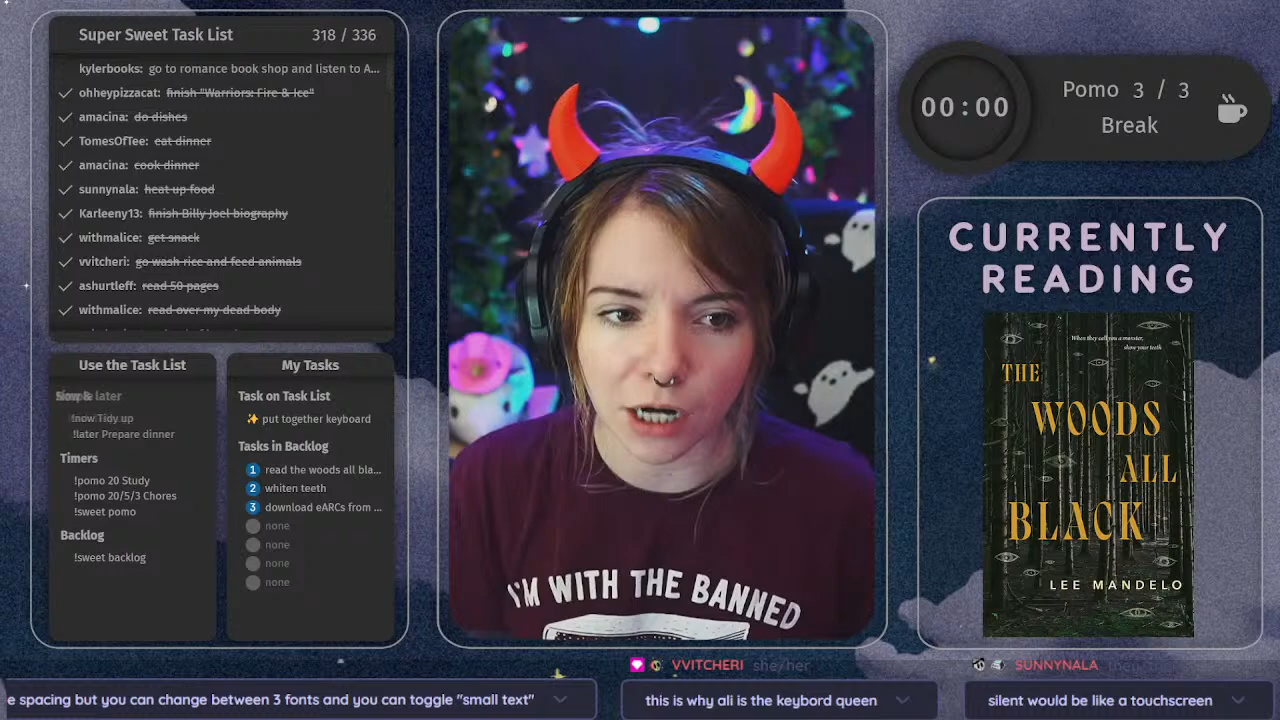 Super Sweet Task List 318 / 336
kylerbooks: go to romance book shop and listen to A...
ohheypizzacat: finish "Warriors: Fire & Ice"
amacina: do dishes
TomesOfTee: eat dinner
amacina: cook dinner
sunnynala: heat up food
Karleeny13: finish Billy Joel biography
withmalice: get snack
vvitcheri: go wash rice and feed animals
ashurtleff: read 50 pages
withmalice: read over my dead body
Use the Task List
later
!now Tidy up
!later Prepare dinner
Timers
!pomo 20 Study
!pomo 20/5/3 Chores
!sweet pomo
Backlog
!sweet backlog
My Tasks
Task on Task List
✨ put together keyboard
Tasks in Backlog
1 read the woods all bla...
2 whiten teeth
3 download eARCs from ...
none
none
none
none
I'M WITH THE BANNED
00:00
Pomo 3 / 3
Break
CURRENTLY
READING
When they call you a monster,
show your teeth
THE
WOODS
ALL
BLACK
LEE MANDELO
VVITCHERI she/her
SUNNYNALA
e spacing but you can change between 3 fonts and you can toggle "small text"
this is why ali is the keybord queen
silent would be like a touchscreen